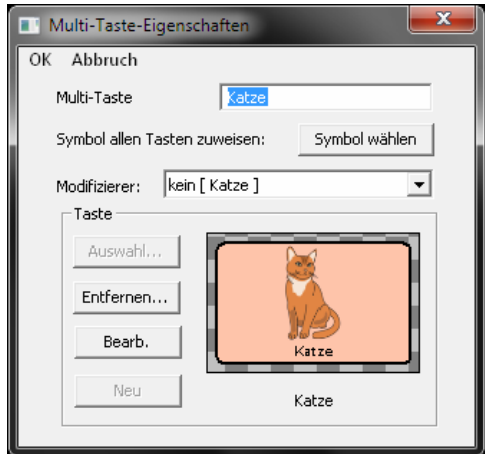 Multi-Taste-Eigenschaften
OK Abbruch
Multi-Taste Katze
Symbol allen Tasten zuweisen: Symbol wählen
Modifizierer: kein [ Katze ]
Taste
Auswahl...
Entfernen...
Bearb.
Katze
Neu
Katze